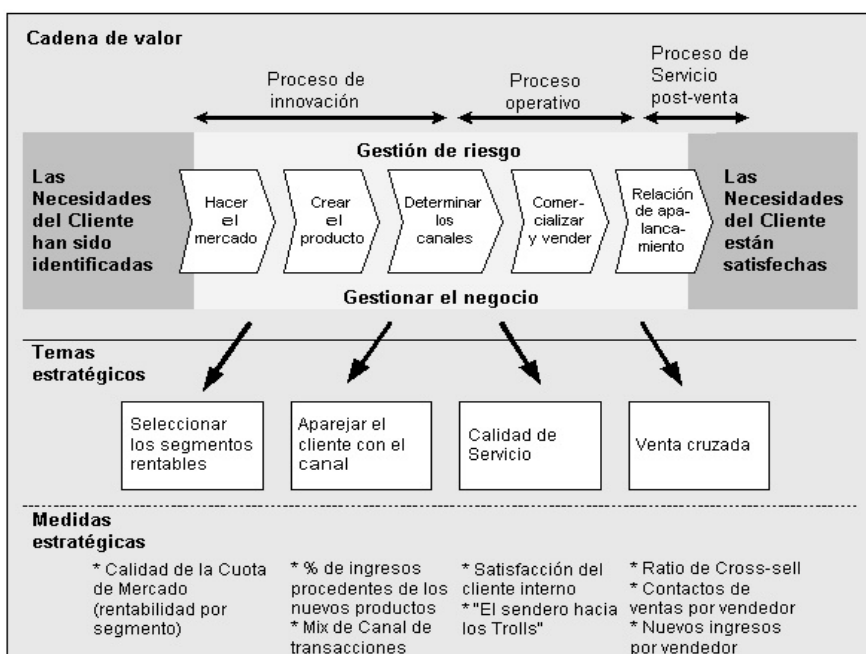 Cadena de valor
Proceso de
innovación
Proceso
operativo
Proceso de
Servicio
post-venta
Gestión de riesgo
Las
Necesidades
del Cliente
han sido
identificadas
Hacer
el
mercado
Crear
el
producto
Determinar
los
canales
Comer-
cializar
y vender
Relación
de apa-
lanca-
miento
Las
Necesidades
del Cliente
están
satisfechas
Gestionar el negocio
Temas
estratégicos
Seleccionar
los segmentos
rentables
Aparejar el
cliente con el
canal
Calidad de
Servicio
Venta cruzada
Medidas
estratégicas
* Calidad de la Cuota
de Mercado
(rentabilidad por
segmento)
* % de ingresos
procedentes de los
nuevos productos
* Mix de Canal de
transacciones
* Satisfacción del
cliente interno
* "El sendero hacia
los Trolls"
* Ratio de Cross-sell
* Contactos de
ventas por vendedor
* Nuevos ingresos
por vendedor